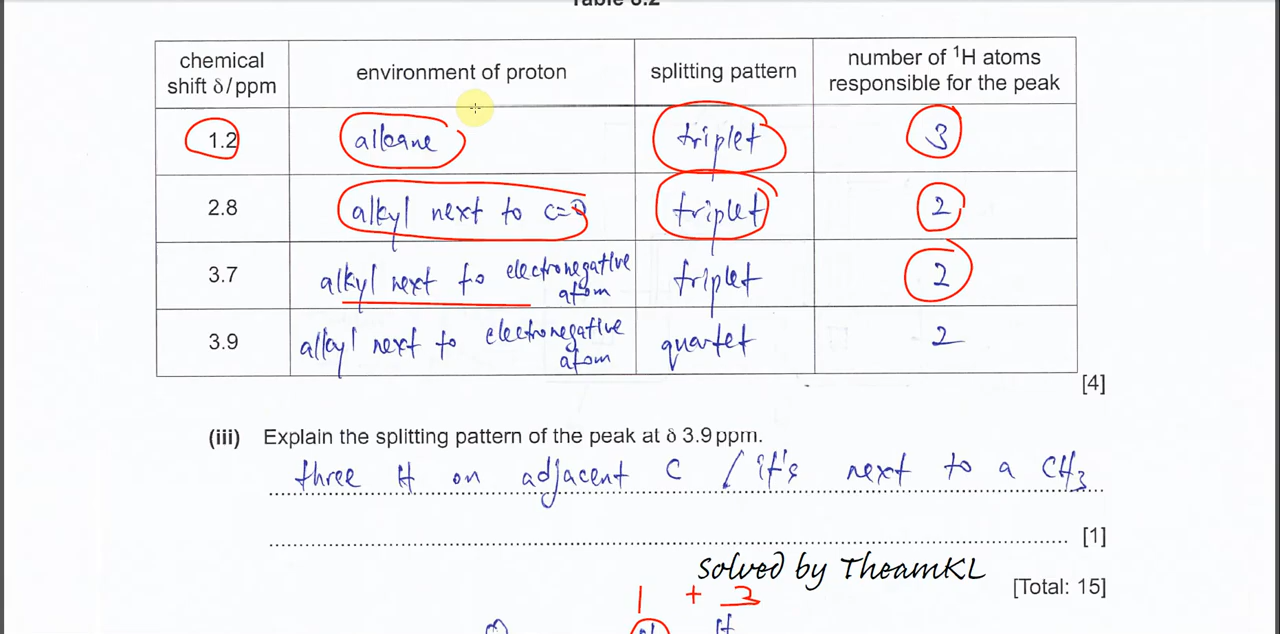 Table 8.2
chemical shift δ/ppm environment of proton splitting pattern number of ¹H atoms responsible for the peak
1.2 alkane triplet 3
2.8 alkyl next to c=O triplet 2
3.7 alkyl next to electronegative atom triplet 2
3.9 alkyl next to electronegative atom quartet 2
[4]
(iii) Explain the splitting pattern of the peak at δ 3.9 ppm.
three H on adjacent C / it's next to a CH₃
[1]
Solved by TheamKL
[Total: 15]
1 + 3
H